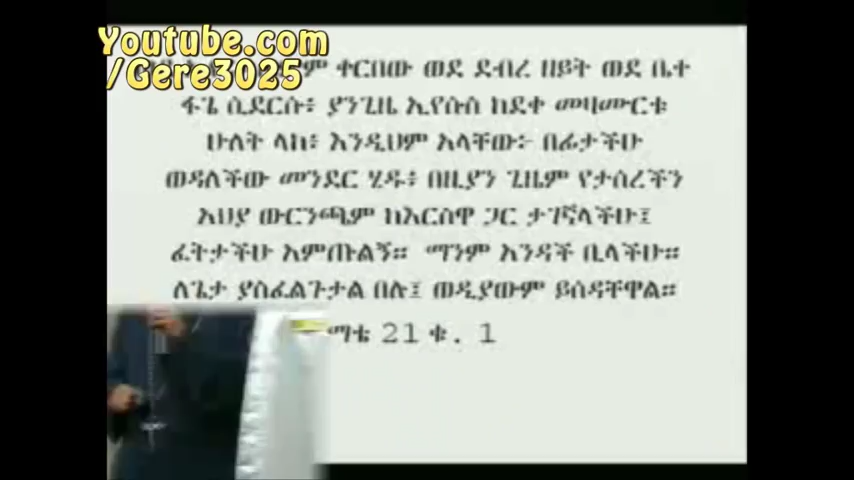 Youtube.com
/Gere3025
ቀርበው ወደ ደብረ ዘይት ወደ ቤተ
ፋጌ ሲደርሱ፥ ያንጊዜ ኢየሱስ ከደቀ መዛሙርቱ
ሁለት ላከ፥ እንዲህም አላቸው፦ በፊታችሁ
ወዳለችው መንደር ሂዱ፥ በዚያን ጊዜም የታሰረችን
አህያ ውርንጫም ከእርስዋ ጋር ታገኛላችሁ፤
ፈትታችሁ አምጡልኝ። ማንም አንዳች ቢላችሁ።
ለጌታ ያስፈልጉታል በሉ፤ ወዲያውም ይሰዳቸዋል።
ማቴ 21 ቁ. 1